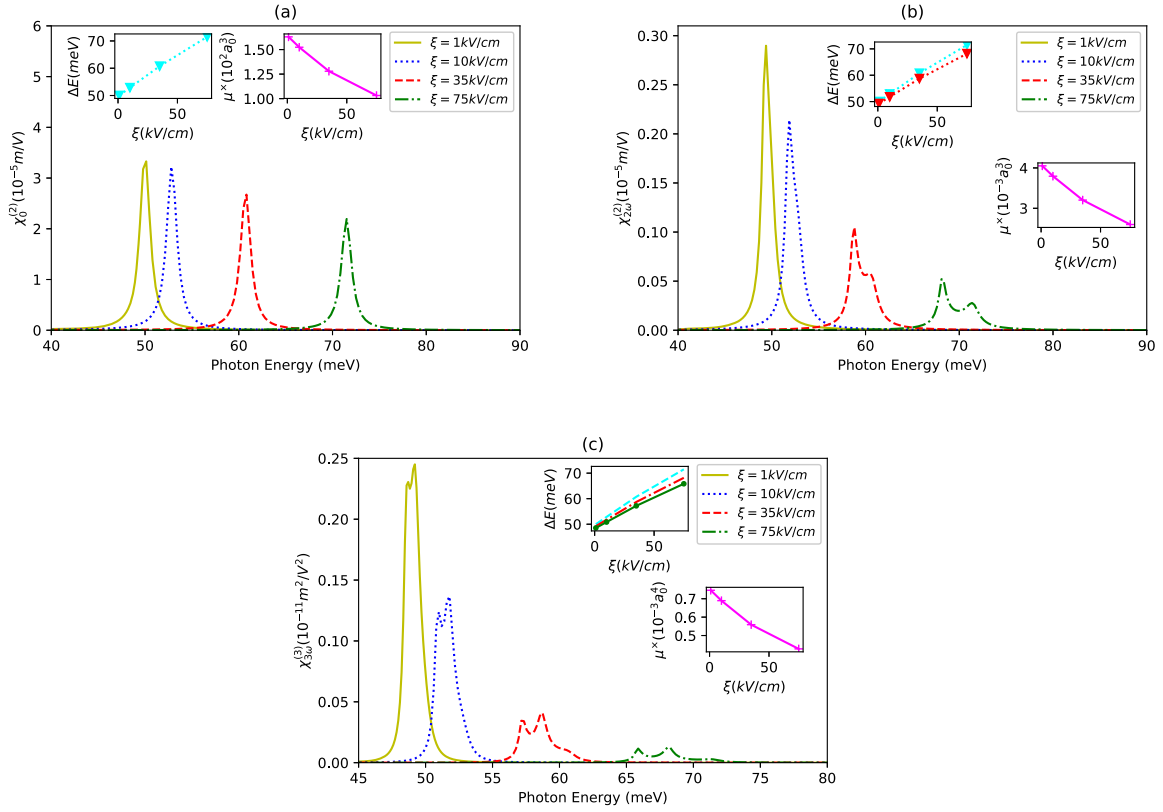 (a)
6
5
4
3
2
1
0
40
50
60
70
80
90
χ₀⁽²⁾(10⁻⁵m/V)
Photon Energy (meV)
70
60
50
0
50
ΔE(meV)
ξ(kV/cm)
1.50
1.25
1.00
0
50
μ×(10²a₀³)
ξ(kV/cm)
ξ = 1kV/cm
ξ = 10kV/cm
ξ = 35kV/cm
ξ = 75kV/cm
(b)
0.30
0.25
0.20
0.15
0.10
0.05
0.00
40
50
60
70
80
90
χ₂ω⁽²⁾(10⁻⁵m/V)
Photon Energy (meV)
70
60
50
0
50
ΔE(meV)
ξ(kV/cm)
ξ = 1kV/cm
ξ = 10kV/cm
ξ = 35kV/cm
ξ = 75kV/cm
4
3
0
50
μ×(10⁻³a₀³)
ξ(kV/cm)
(c)
0.25
0.20
0.15
0.10
0.05
0.00
45
50
55
60
65
70
75
80
χ₃ω⁽³⁾(10⁻¹¹m²/V²)
Photon Energy (meV)
70
60
50
0
50
ΔE(meV)
ξ(kV/cm)
ξ = 1kV/cm
ξ = 10kV/cm
ξ = 35kV/cm
ξ = 75kV/cm
0.7
0.6
0.5
0
50
μ×(10⁻³a₀⁴)
ξ(kV/cm)